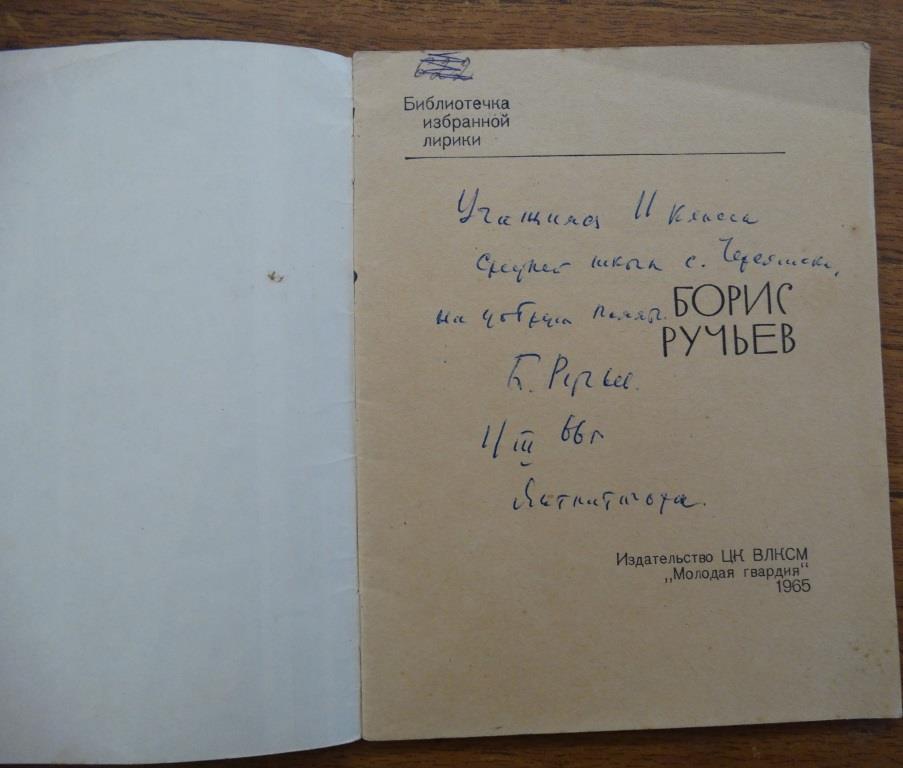 Библиотечка
избранной
лирики
Учащимся 11 класса
средней школы с.
на добрую память.
БОРИС
РУЧЬЕВ
Б. Ручьев.
1/III 66 г
Магнитогорск.
Издательство ЦК ВЛКСМ
„Молодая гвардия"
1965